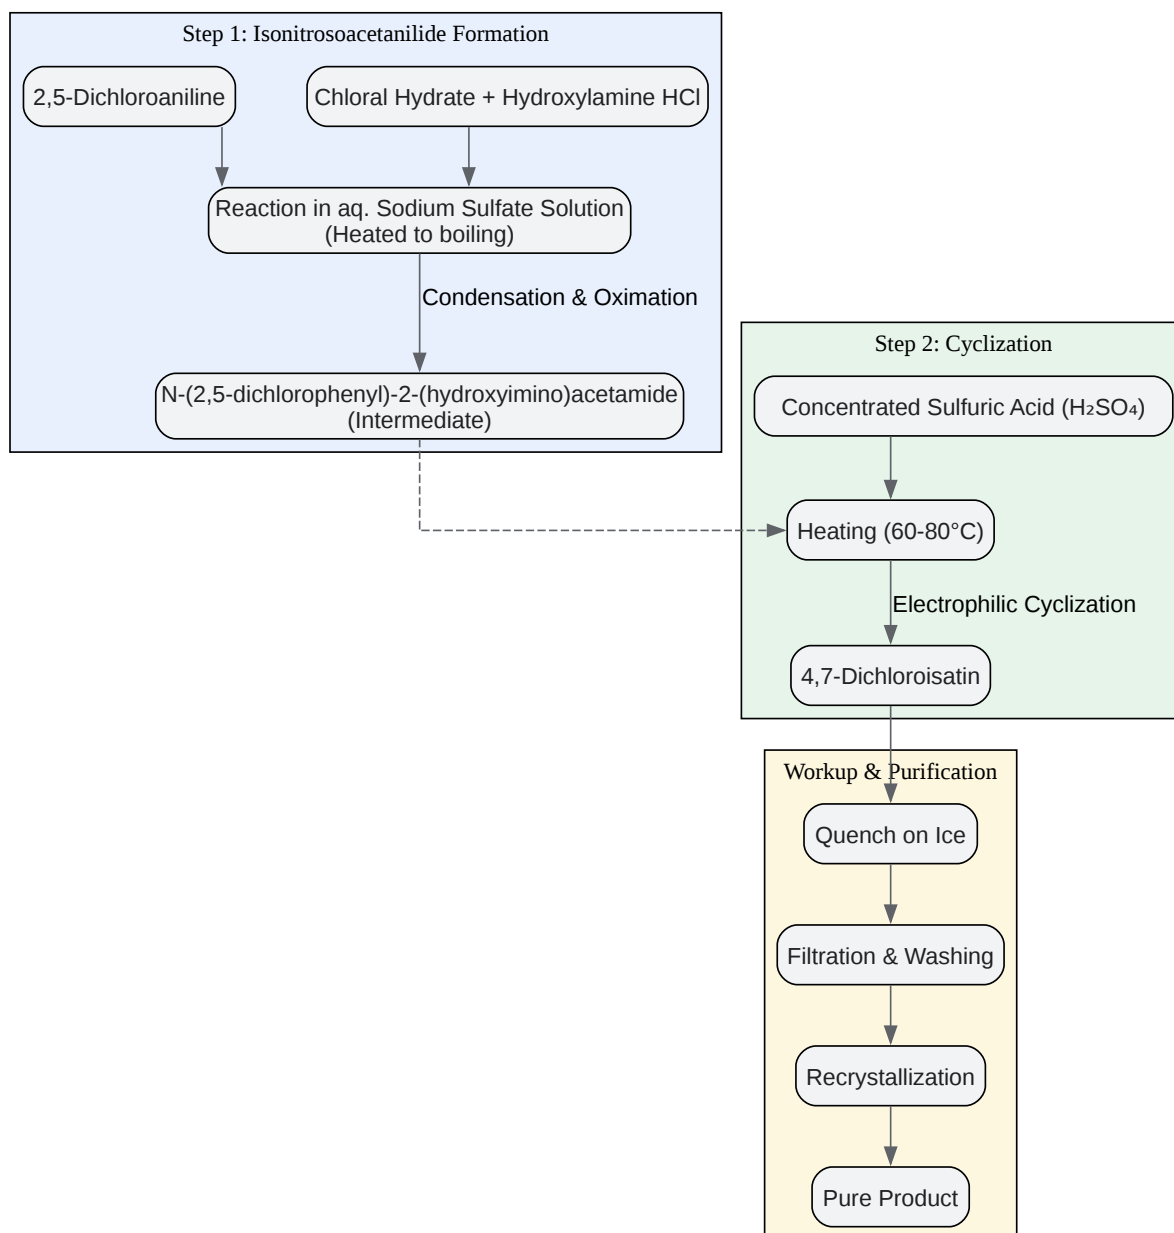 Step 1: Isonitrosoacetanilide Formation
2,5-Dichloroaniline
Chloral Hydrate + Hydroxylamine HCl
Reaction in aq. Sodium Sulfate Solution
(Heated to boiling)
Condensation & Oximation
N-(2,5-dichlorophenyl)-2-(hydroxyimino)acetamide
(Intermediate)
Step 2: Cyclization
Concentrated Sulfuric Acid (H₂SO₄)
Heating (60-80°C)
Electrophilic Cyclization
4,7-Dichloroisatin
Workup & Purification
Quench on Ice
Filtration & Washing
Recrystallization
Pure Product